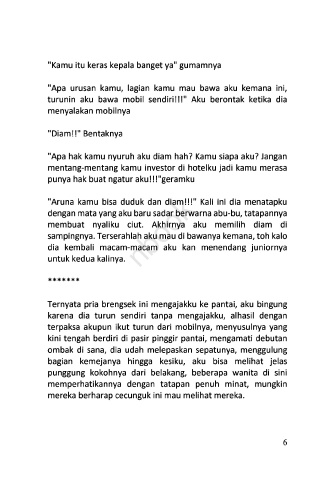 "Kamu itu keras kepala banget ya" gumamnya
"Apa urusan kamu, lagian kamu mau bawa aku kemana ini,
turunin aku bawa mobil sendiri!!!" Aku berontak ketika dia
menyalakan mobilnya
"Diam!!" Bentaknya
"Apa hak kamu nyuruh aku diam hah? Kamu siapa aku? Jangan
mentang-mentang kamu investor di hotelku jadi kamu merasa
punya hak buat ngatur aku!!!"geramku
"Aruna kamu bisa duduk dan diam!!!" Kali ini dia menatapku
dengan mata yang aku baru sadar berwarna abu-bu, tatapannya
membuat nyaliku ciut. Akhirnya aku memilih diam di
sampingnya. Terserahlah aku mau di bawanya kemana, toh kalo
dia kembali macam-macam aku kan menendang juniornya
untuk kedua kalinya.
*******
Ternyata pria brengsek ini mengajakku ke pantai, aku bingung
karena dia turun sendiri tanpa mengajakku, alhasil dengan
terpaksa akupun ikut turun dari mobilnya, menyusulnya yang
kini tengah berdiri di pasir pinggir pantai, mengamati debutan
ombak di sana, dia udah melepaskan sepatunya, menggulung
bagian kemejanya hingga kesiku, aku bisa melihat jelas
punggung kokohnya dari belakang, beberapa wanita di sini
memperhatikannya dengan tatapan penuh minat, mungkin
mereka berharap cecunguk ini mau melihat mereka.
6